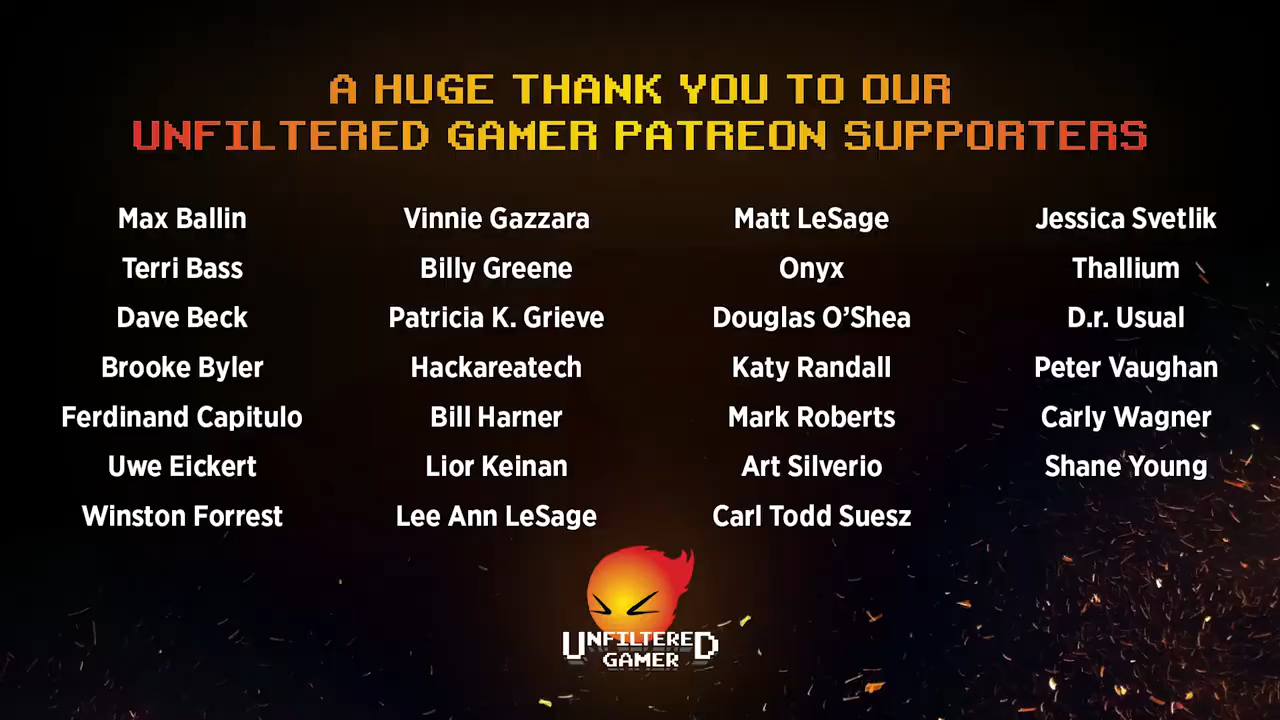 A HUGE THANK YOU TO OUR
UNFILTERED GAMER PATREON SUPPORTERS
Max Ballin
Terri Bass
Dave Beck
Brooke Byler
Ferdinand Capitulo
Uwe Eickert
Winston Forrest
Vinnie Gazzara
Billy Greene
Patricia K. Grieve
Hackareatech
Bill Harner
Lior Keinan
Lee Ann LeSage
Matt LeSage
Onyx
Douglas O’Shea
Katy Randall
Mark Roberts
Art Silverio
Carl Todd Suesz
Jessica Svetlik
Thallium
D.r. Usual
Peter Vaughan
Carly Wagner
Shane Young
UNFILTERED
GAMER